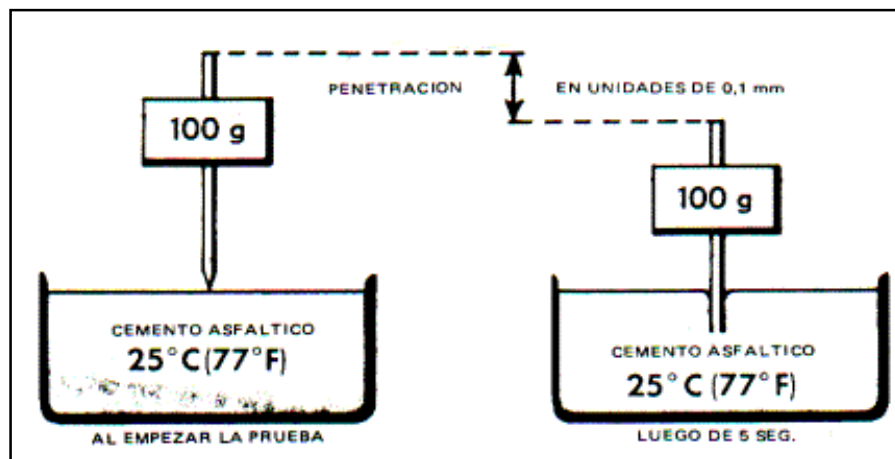 PENETRACION
EN UNIDADES DE 0,1 mm
100 g
100 g
CEMENTO ASFALTICO
25°C (77°F)
AL EMPEZAR LA PRUEBA
CEMENTO ASFALTICO
25°C (77°F)
LUEGO DE 5 SEG.